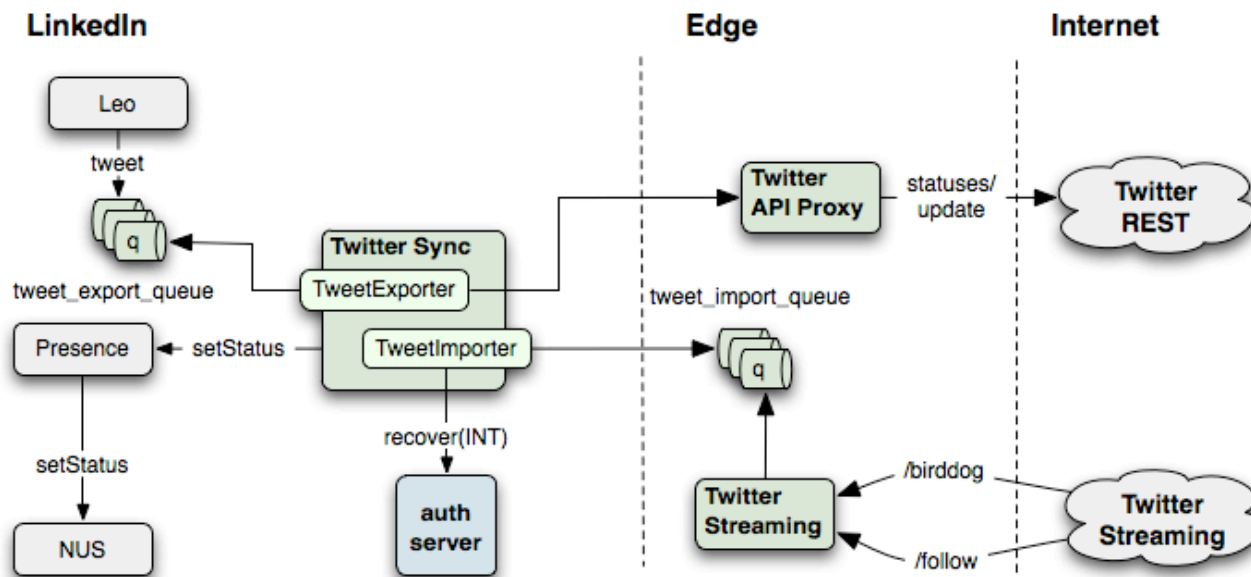 LinkedIn
Edge
Internet
Leo
tweet
q
tweet_export_queue
Twitter Sync
TweetExporter
TweetImporter
Twitter
API Proxy
statuses/
update
Twitter
REST
tweet_import_queue
q
Presence
setStatus
setStatus
NUS
recover(INT)
auth
server
Twitter
Streaming
/birddog
/follow
Twitter
Streaming